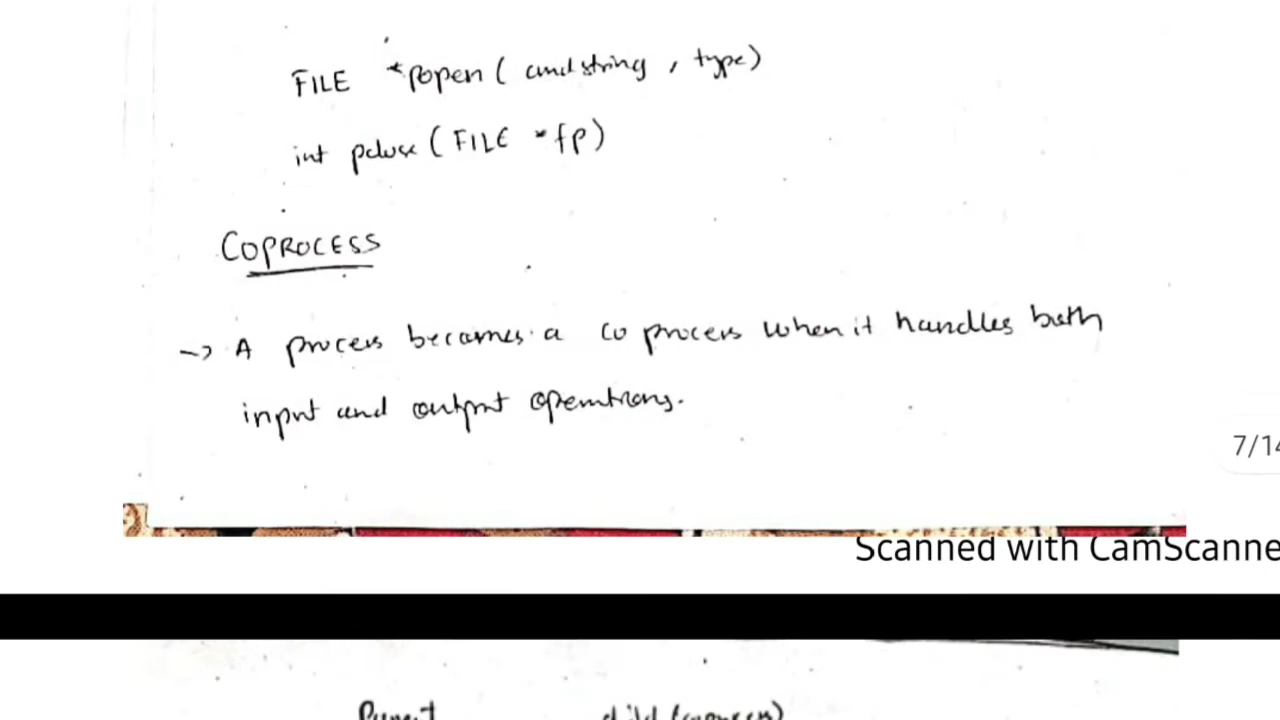 FILE *popen ( cmdstring , type)
int pclose ( FILE *fp)
COPROCESS
-> A process becomes a co process when it handles both
input and output operations.
7/14
Scanned with CamScanne
Parent